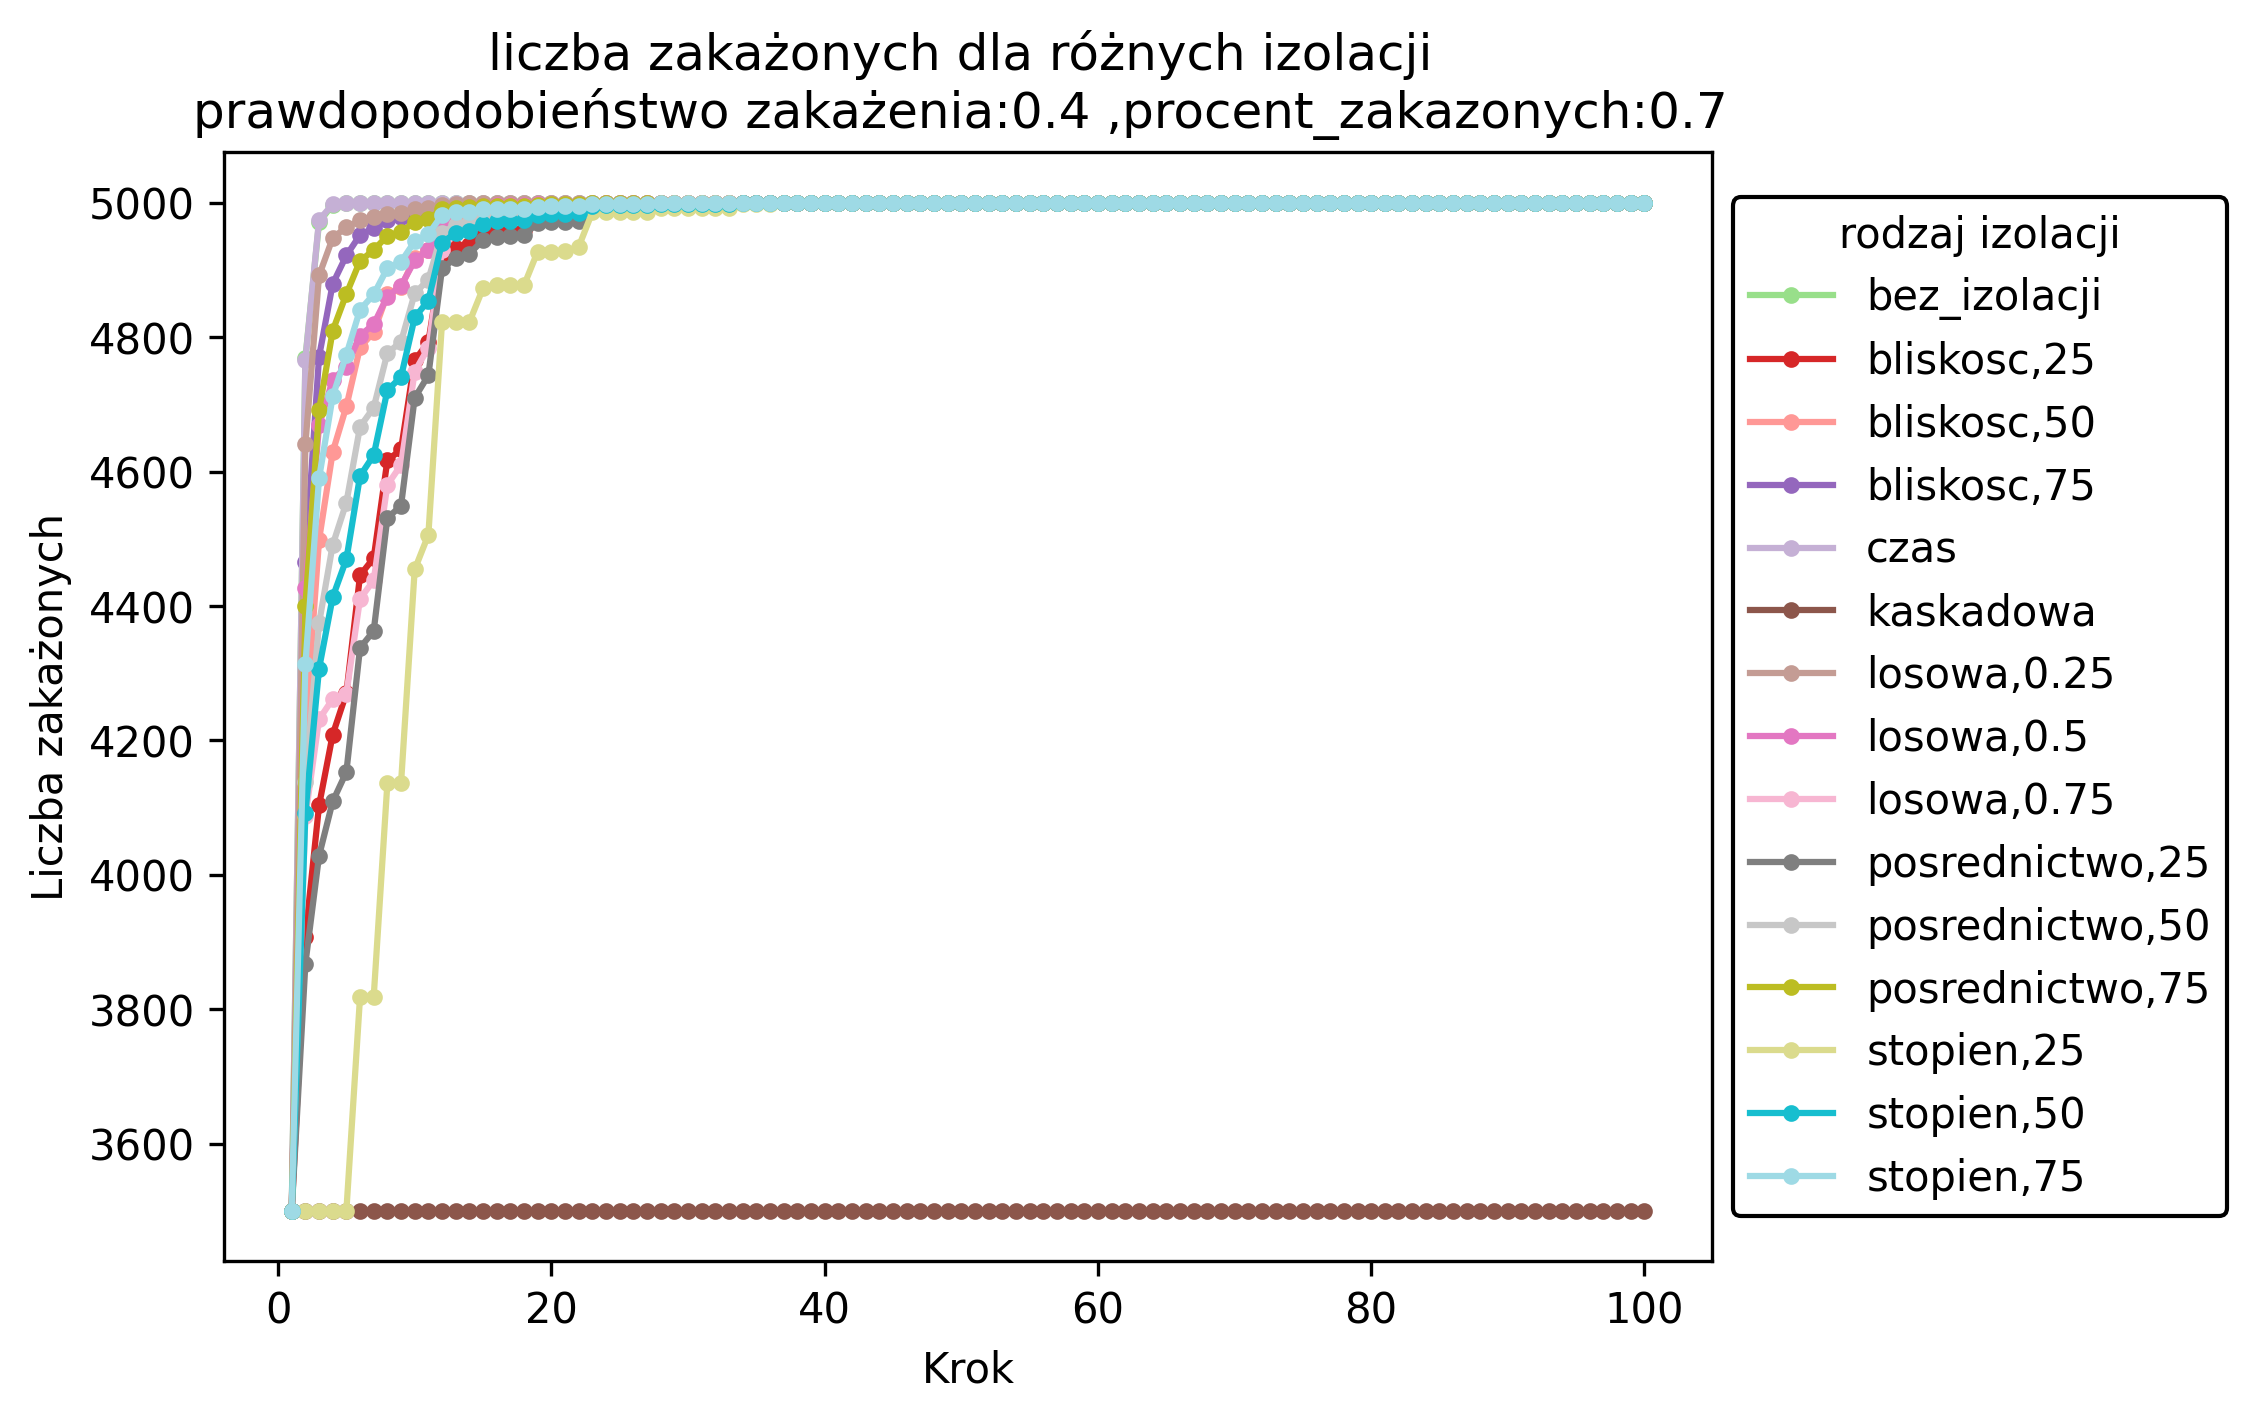 liczba zakażonych dla różnych izolacji
prawdopodobieństwo zakażenia:0.4 ,procent_zakazonych:0.7
Liczba zakażonych
5000
4800
4600
4400
4200
4000
3800
3600
0 20 40 60 80 100
Krok
rodzaj izolacji
bez_izolacji
bliskosc,25
bliskosc,50
bliskosc,75
czas
kaskadowa
losowa,0.25
losowa,0.5
losowa,0.75
posrednictwo,25
posrednictwo,50
posrednictwo,75
stopien,25
stopien,50
stopien,75